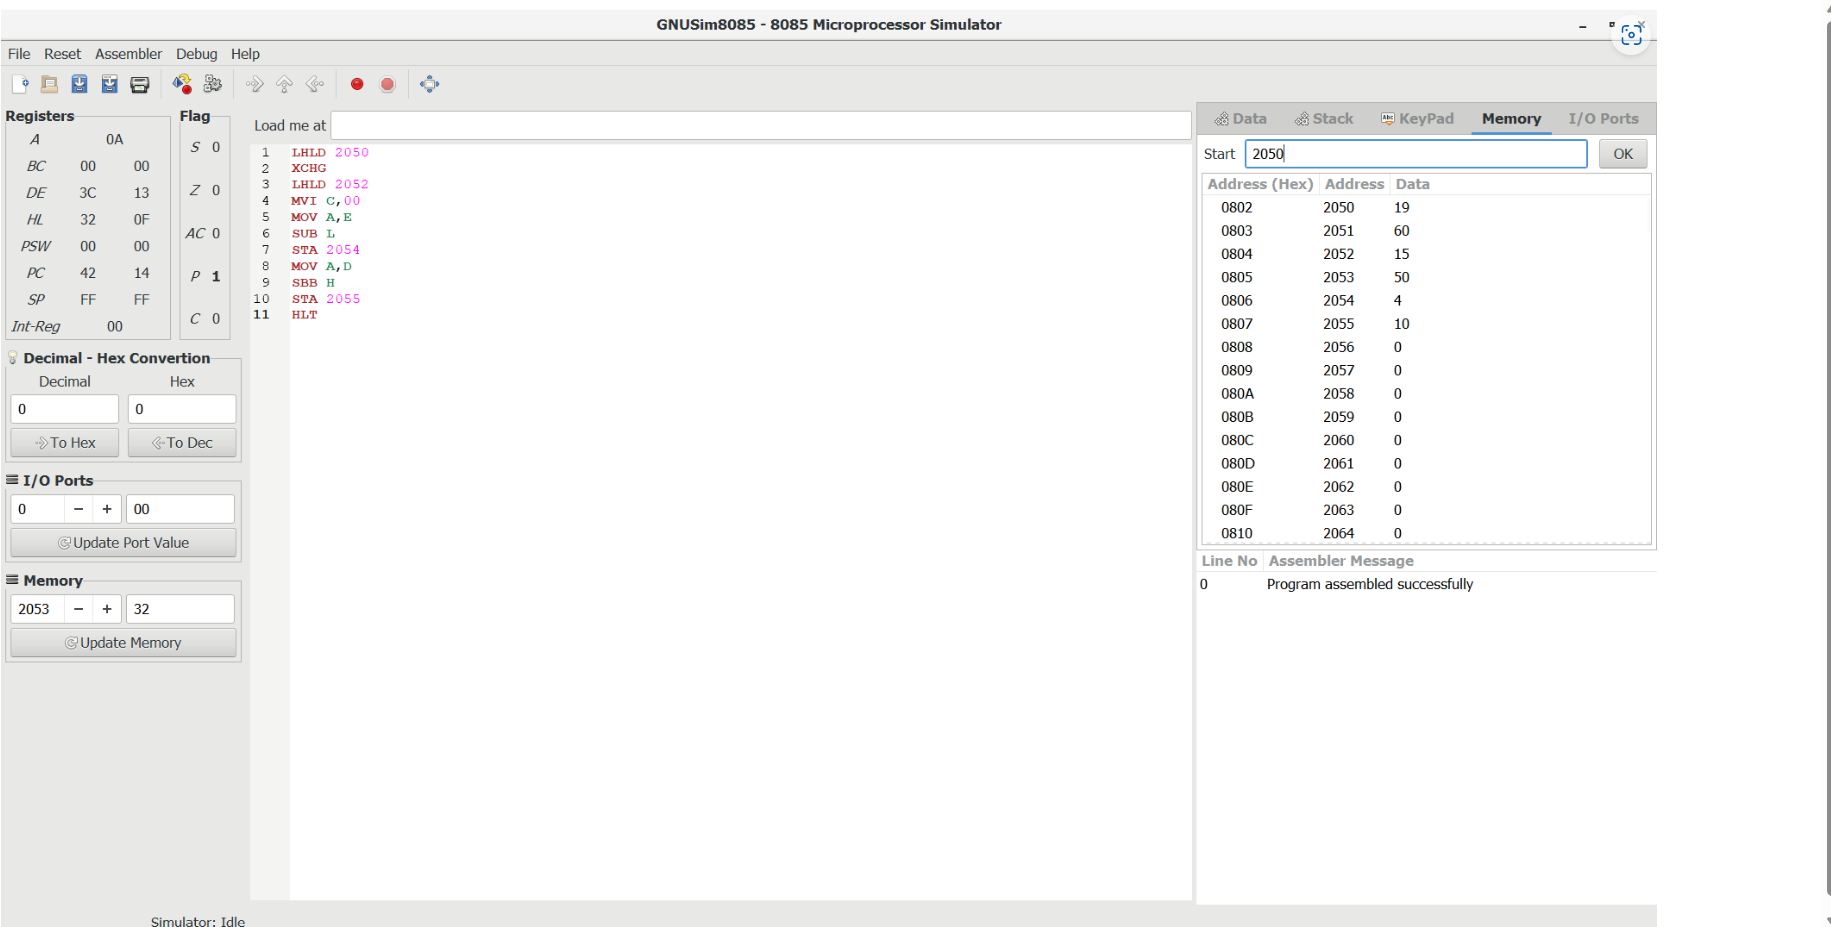 GNUSim8085 - 8085 Microprocessor Simulator
File Reset Assembler Debug Help
Registers
A 0A
BC 00 00
DE 3C 13
HL 32 0F
PSW 00 00
PC 42 14
SP FF FF
Int-Reg 00
Flag
S 0
Z 0
AC 0
P 1
C 0
Decimal - Hex Convertion
Decimal Hex
0 0
To Hex To Dec
I/O Ports
0 − + 00
Update Port Value
Memory
2053 − + 32
Update Memory
Load me at
1 LHLD 2050
2 XCHG
3 LHLD 2052
4 MVI C,00
5 MOV A,E
6 SUB L
7 STA 2054
8 MOV A,D
9 SBB H
10 STA 2055
11 HLT
Data Stack Abc KeyPad Memory I/O Ports
Start 2050 OK
Address (Hex) Address Data
0802 2050 19
0803 2051 60
0804 2052 15
0805 2053 50
0806 2054 4
0807 2055 10
0808 2056 0
0809 2057 0
080A 2058 0
080B 2059 0
080C 2060 0
080D 2061 0
080E 2062 0
080F 2063 0
0810 2064 0
Line No Assembler Message
0 Program assembled successfully
Simulator: Idle